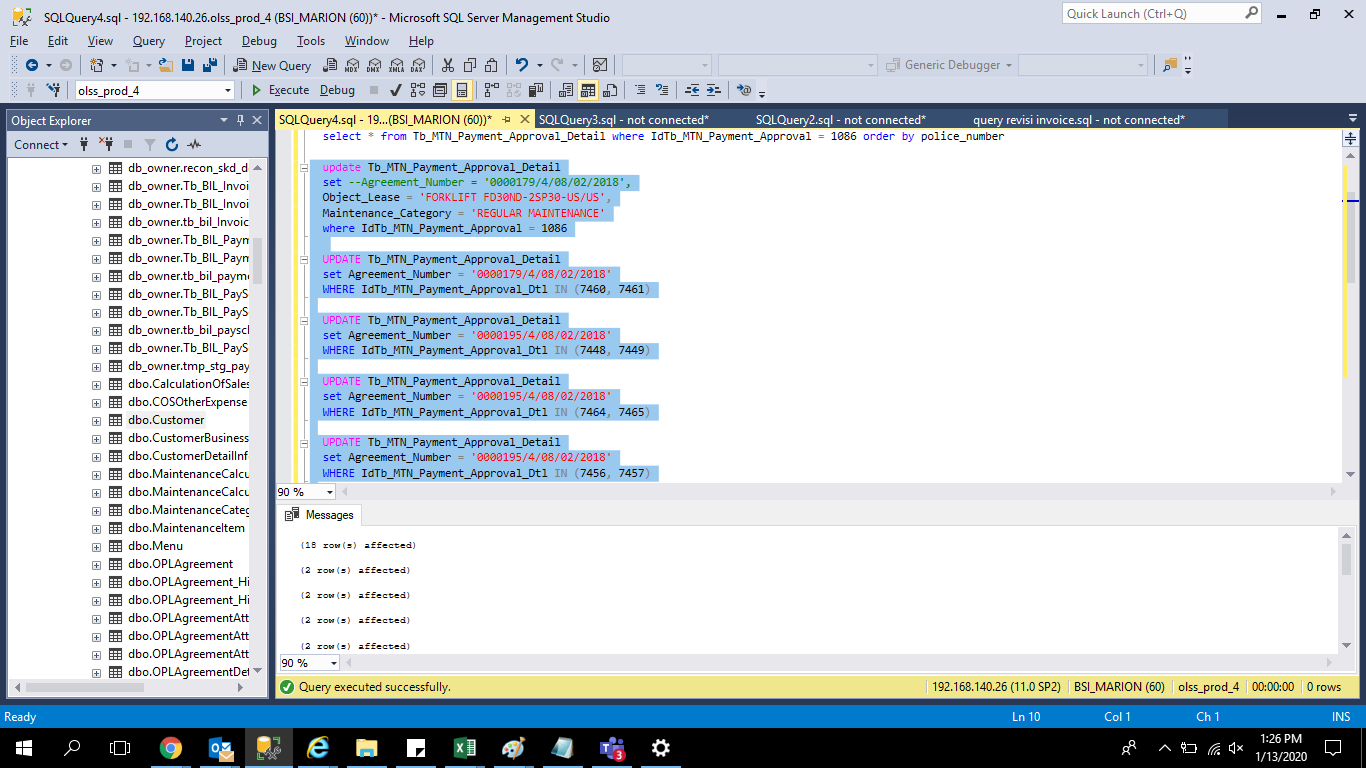 SQLQuery4.sql - 192.168.140.26.olss_prod_4 (BSI_MARION (60))* - Microsoft SQL Server Management Studio
Quick Launch (Ctrl+Q)
File Edit View Query Project Debug Tools Window Help
New Query
MDX DMX XMLA DAX
Generic Debugger
olss_prod_4
Execute Debug
Object Explorer
SQLQuery4.sql - 19...(BSI_MARION (60))* SQLQuery3.sql - not connected* SQLQuery2.sql - not connected* query revisi invoice.sql - not connected*
Connect
db_owner.recon_skd_d
db_owner.Tb_BIL_Invoi
db_owner.Tb_BIL_Invoi
db_owner.tb_bil_Invoic
db_owner.Tb_BIL_Paym
db_owner.Tb_BIL_Paym
db_owner.tb_bil_payme
db_owner.Tb_BIL_PaySc
db_owner.Tb_BIL_PaySc
db_owner.tb_bil_paysch
db_owner.Tb_BIL_PaySc
db_owner.tmp_stg_pay
dbo.CalculationOfSales
dbo.COSOtherExpense
dbo.Customer
dbo.CustomerBusiness
dbo.CustomerDetailInf
dbo.MaintenanceCalcu
dbo.MaintenanceCalcu
dbo.MaintenanceCateg
dbo.MaintenanceItem
dbo.Menu
dbo.OPLAgreement
dbo.OPLAgreement_Hi
dbo.OPLAgreement_Hi
dbo.OPLAgreementAtt
dbo.OPLAgreementAtt
dbo.OPLAgreementAtt
dbo.OPLAgreementDet
select * from Tb_MTN_Payment_Approval_Detail where IdTb_MTN_Payment_Approval = 1086 order by police_number
update Tb_MTN_Payment_Approval_Detail
set --Agreement_Number = '0000179/4/08/02/2018',
Object_Lease = 'FORKLIFT FD30ND-2SP30-US/US',
Maintenance_Category = 'REGULAR MAINTENANCE'
where IdTb_MTN_Payment_Approval = 1086
UPDATE Tb_MTN_Payment_Approval_Detail
set Agreement_Number = '0000179/4/08/02/2018'
WHERE IdTb_MTN_Payment_Approval_Dtl IN (7460, 7461)
UPDATE Tb_MTN_Payment_Approval_Detail
set Agreement_Number = '0000195/4/08/02/2018'
WHERE IdTb_MTN_Payment_Approval_Dtl IN (7448, 7449)
UPDATE Tb_MTN_Payment_Approval_Detail
set Agreement_Number = '0000195/4/08/02/2018'
WHERE IdTb_MTN_Payment_Approval_Dtl IN (7464, 7465)
UPDATE Tb_MTN_Payment_Approval_Detail
set Agreement_Number = '0000195/4/08/02/2018'
WHERE IdTb_MTN_Payment_Approval_Dtl IN (7456, 7457)
90 %
Messages
(18 row(s) affected)
(2 row(s) affected)
(2 row(s) affected)
(2 row(s) affected)
(2 row(s) affected)
90 %
Query executed successfully. 192.168.140.26 (11.0 SP2) BSI_MARION (60) olss_prod_4 00:00:00 0 rows
Ready Ln 10 Col 1 Ch 1 INS
3
1:26 PM
1/13/2020